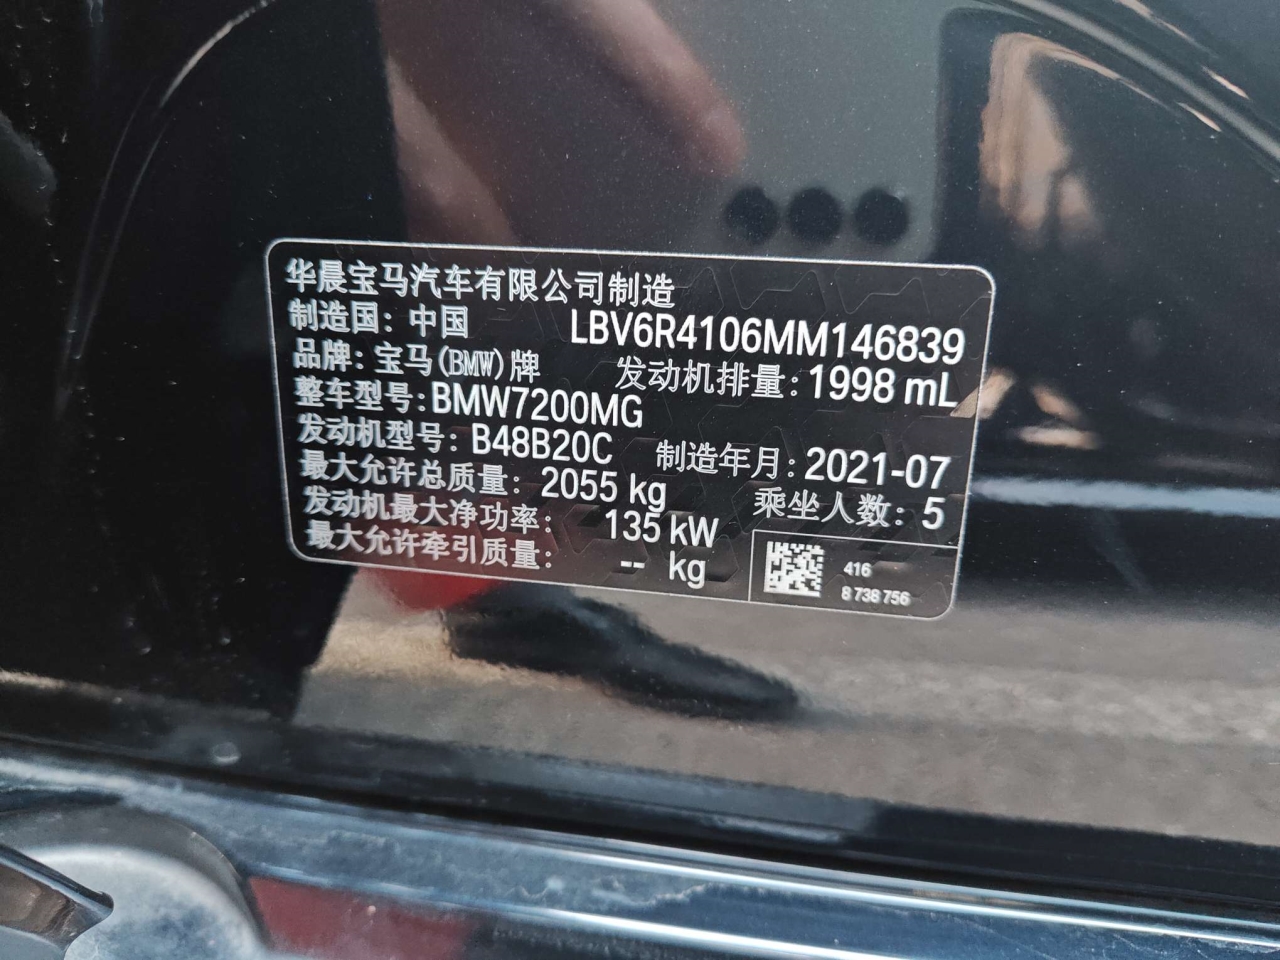 华晨宝马汽车有限公司制造
制造国：中国 LBV6R4106MM146839
品牌：宝马(BMW)牌 发动机排量：1998 mL
整车型号：BMW7200MG
发动机型号：B48B20C 制造年月：2021-07
最大允许总质量：2055 kg 乘坐人数：5
发动机最大净功率：135 kW
最大允许牵引质量：-- kg
416
8 738 756